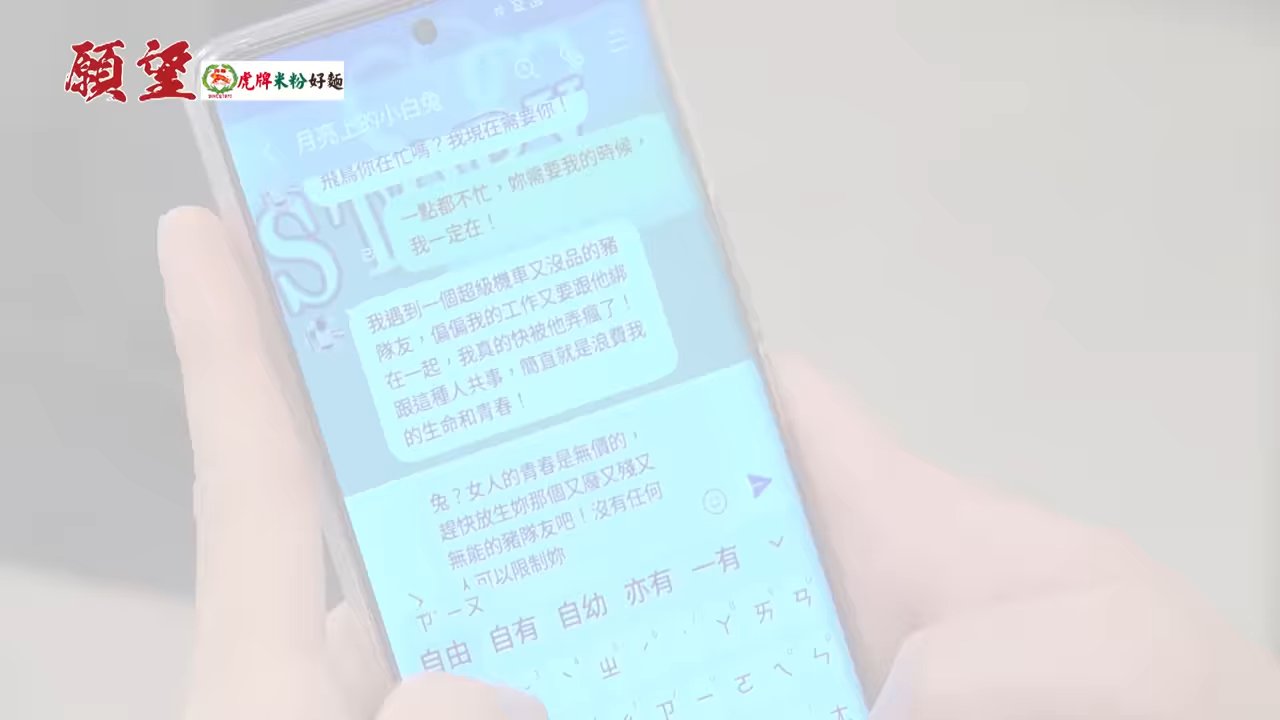 願望
虎牌米粉好麵
月亮上的小白兔
飛鳥你在忙嗎？我現在需要你！
一點都不忙，妳需要我的時候，
我一定在！
我遇到一個超級機車又沒品的豬
隊友，偏偏我的工作又要跟他綁
在一起，我真的快被他弄瘋了！
跟這種人共事，簡直就是浪費我
的生命和青春！
兔？女人的青春是無價的，
趕快放生妳那個又廢又殘又
無能的豬隊友吧！沒有任何
人可以限制妳
ㄗˋㄧㄡ
自由 自有 自幼 亦有 一有
ㄓ ㄚ ㄞ ㄢ
ㄗ ㄧ ㄛ ㄟ ㄣ